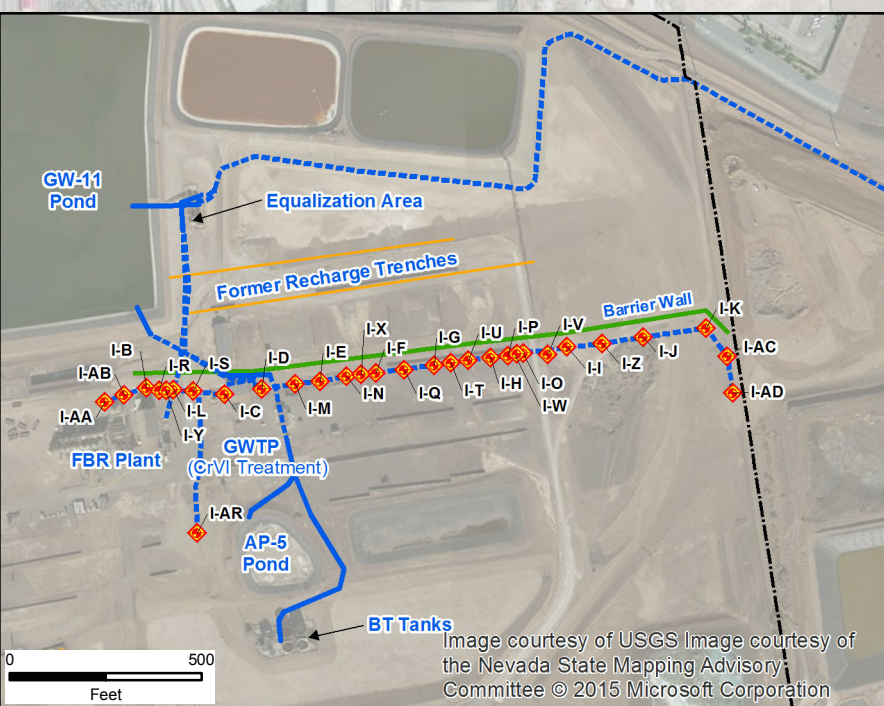 GW-11
Pond
Equalization Area
Former Recharge Trenches
Barrier Wall
I-K
I-X
I-G
I-U
I-P
I-V
I-B
I-R
I-S
I-D
I-E
I-F
I-AB
I-AC
I-J
I-Z
I-I
I-O
I-H
I-W
I-T
I-Q
I-N
I-M
I-C
I-L
I-Y
I-AA
I-AD
FBR Plant
GWTP
(CrVI Treatment)
I-AR
AP-5
Pond
BT Tanks
Image courtesy of USGS Image courtesy of
the Nevada State Mapping Advisory
Committee © 2015 Microsoft Corporation
0 500
Feet